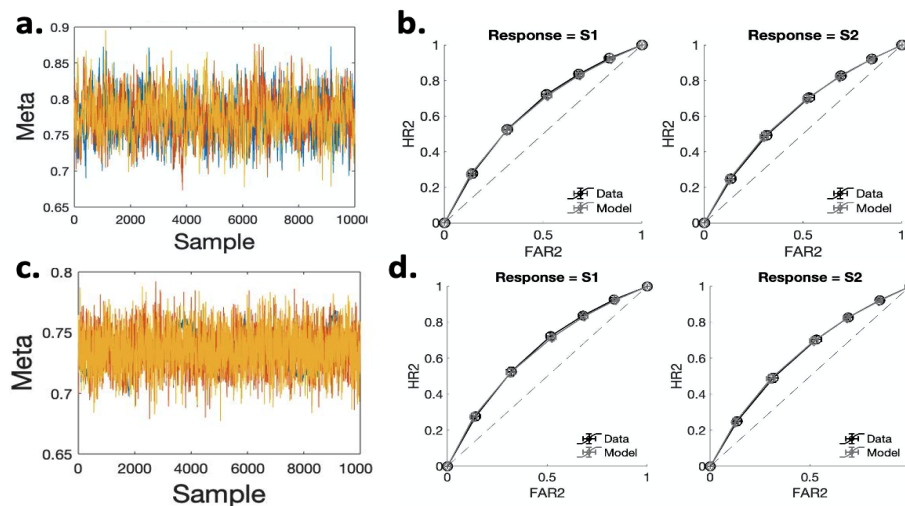 a.
0.9
0.85
0.8
0.75
0.7
0.65
Meta
0 2000 4000 6000 8000 10000
Sample
b.
Response = S1
1
0.8
0.6
0.4
0.2
0
HR2
Data
Model
0 0.5 1
FAR2
Response = S2
1
0.8
0.6
0.4
0.2
0
HR2
Data
Model
0 0.5 1
FAR2
c.
0.8
0.75
0.7
0.65
Meta
0 2000 4000 6000 8000 10000
Sample
d.
Response = S1
1
0.8
0.6
0.4
0.2
0
HR2
Data
Model
0 0.5 1
FAR2
Response = S2
1
0.8
0.6
0.4
0.2
0
HR2
Data
Model
0 0.5
FAR2